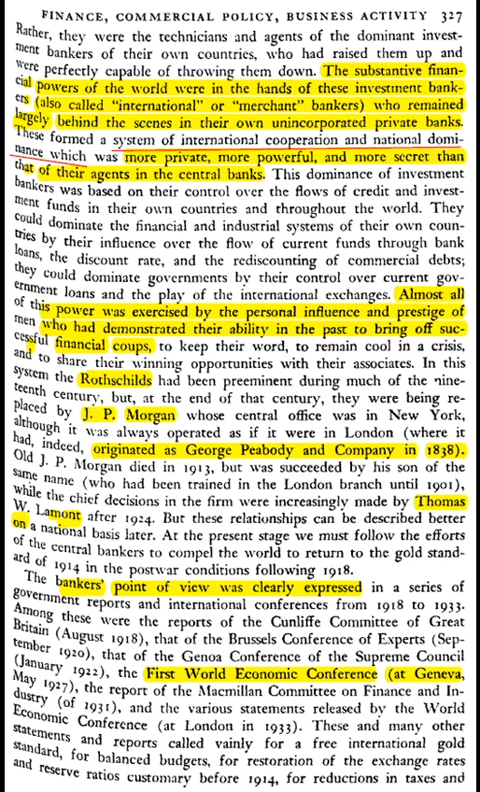 FINANCE, COMMERCIAL POLICY, BUSINESS ACTIVITY 327
Rather, they were the technicians and agents of the dominant invest-
ment bankers of their own countries, who had raised them up and
were perfectly capable of throwing them down. The substantive finan-
cial powers of the world were in the hands of these investment bank-
ers (also called "international" or "merchant" bankers) who remained
largely behind the scenes in their own unincorporated private banks.
These formed a system of international cooperation and national domi-
nance which was more private, more powerful, and more secret than
that of their agents in the central banks. This dominance of investment
bankers was based on their control over the flows of credit and invest-
ment funds in their own countries and throughout the world. They
could dominate the financial and industrial systems of their own coun-
tries by their influence over the flow of current funds through bank
loans, the discount rate, and the rediscounting of commercial debts;
they could dominate governments by their control over current gov-
ernment loans and the play of the international exchanges. Almost all
of this power was exercised by the personal influence and prestige of
men who had demonstrated their ability in the past to bring off suc-
cessful financial coups, to keep their word, to remain cool in a crisis,
and to share their winning opportunities with their associates. In this
system the Rothschilds had been preeminent during much of the nine-
teenth century, but, at the end of that century, they were being re-
placed by J. P. Morgan whose central office was in New York,
although it was always operated as if it were in London (where it
had, indeed, originated as George Peabody and Company in 1838).
Old J. P. Morgan died in 1913, but was succeeded by his son of the
same name (who had been trained in the London branch until 1901),
while the chief decisions in the firm were increasingly made by Thomas
W. Lamont after 1924. But these relationships can be described better
on a national basis later. At the present stage we must follow the efforts
of the central bankers to compel the world to return to the gold stand-
ard of 1914 in the postwar conditions following 1918.
The bankers' point of view was clearly expressed in a series of
government reports and international conferences from 1918 to 1933.
Among these were the reports of the Cunliffe Committee of Great
Britain (August 1918), that of the Brussels Conference of Experts (Sep-
tember 1920), that of the Genoa Conference of the Supreme Council
(January 1922), the First World Economic Conference (at Geneva,
May 1927), the report of the Macmillan Committee on Finance and In-
dustry (of 1931), and the various statements released by the World
Economic Conference (at London in 1933). These and many other
statements and reports called vainly for a free international gold
standard, for balanced budgets, for restoration of the exchange rates
and reserve ratios customary before 1914, for reductions in taxes and